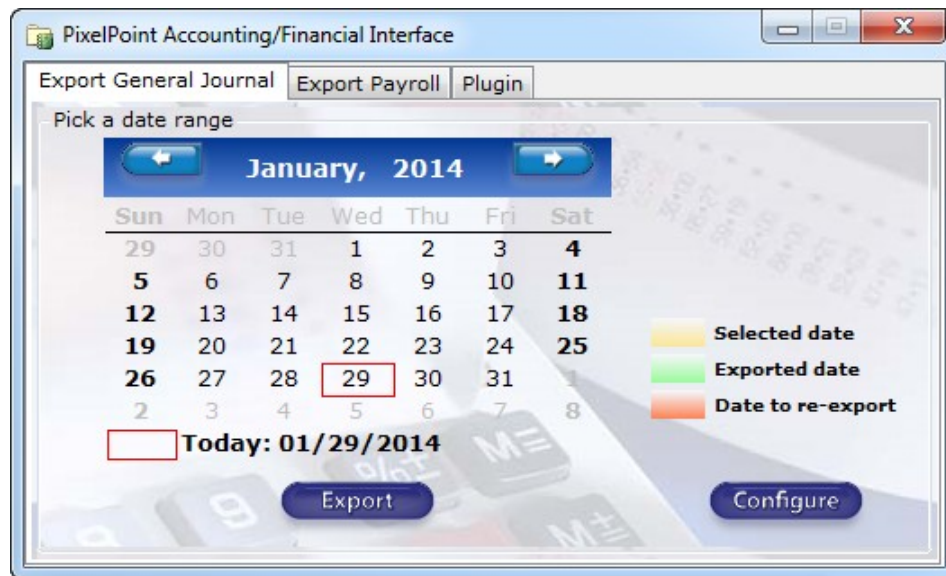 PixelPoint Accounting/Financial Interface
Export General Journal Export Payroll Plugin
Pick a date range
January, 2014
Sun Mon Tue Wed Thu Fri Sat
29 30 31 1 2 3 4
5 6 7 8 9 10 11
12 13 14 15 16 17 18
19 20 21 22 23 24 25
26 27 28 29 30 31 1
2 3 4 5 6 7 8
Today: 01/29/2014
Selected date
Exported date
Date to re-export
Export
Configure